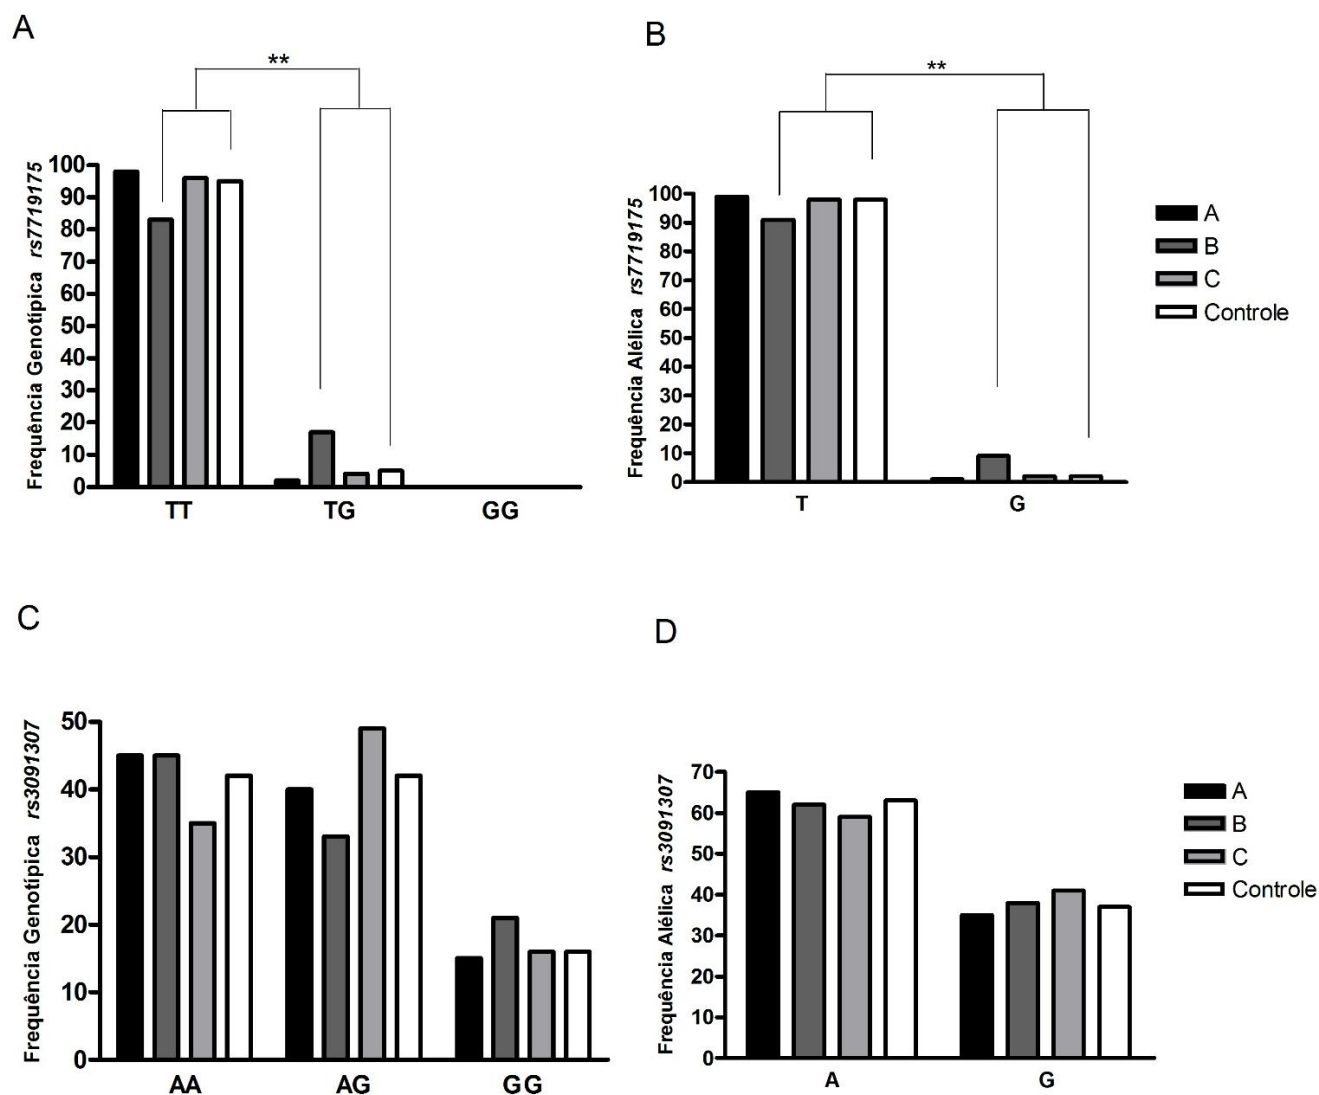 A
**
Frequência Genotípica rs7719175
100
90
80
70
60
50
40
30
20
10
0
TT TG GG
B
**
Frequência Alélica rs7719175
100
90
80
70
60
50
40
30
20
10
0
T G
A
B
C
Controle
C
Frequência Genotípica rs3091307
50
40
30
20
10
0
AA AG GG
D
Frequência Alélica rs3091307
70
60
50
40
30
20
10
0
A G
A
B
C
Controle